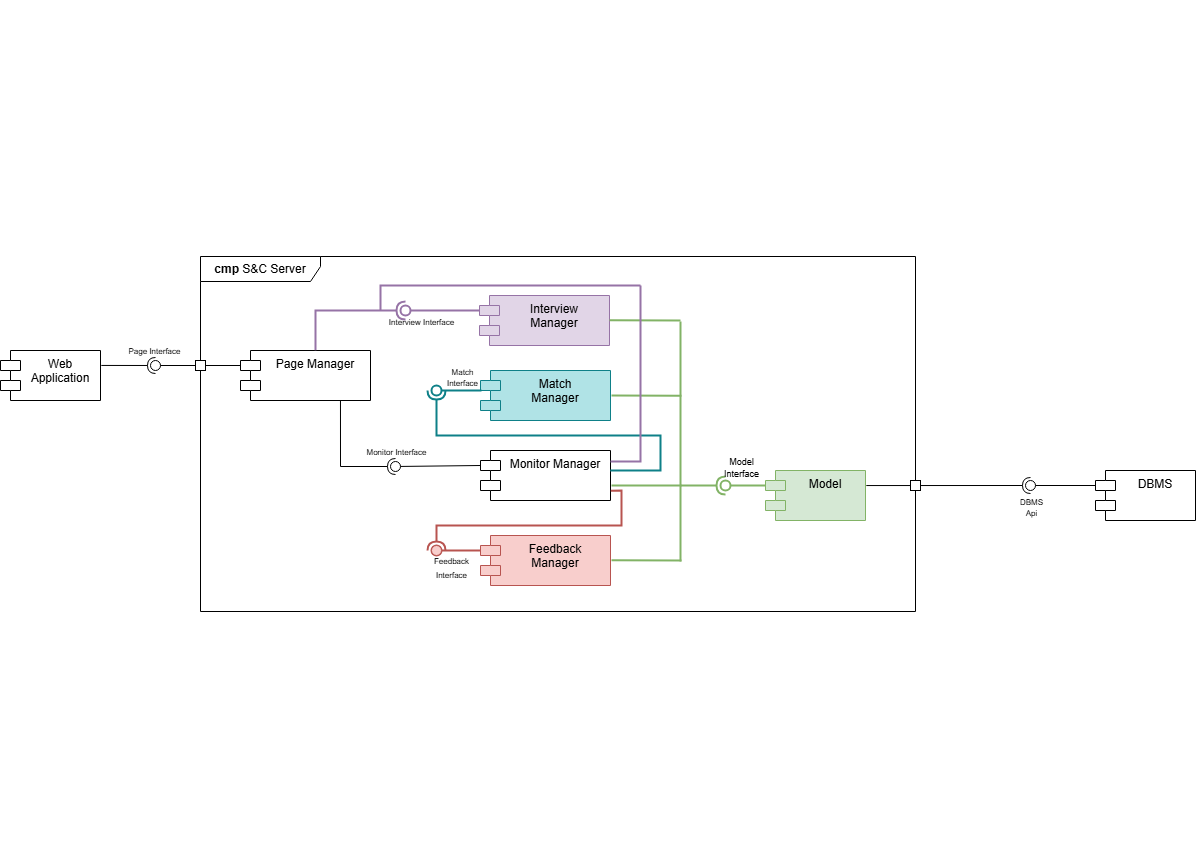 cmp S&C Server
Interview
Manager
Interview Interface
Page Interface
Web
Application
Page Manager
Match
Interface
Match
Manager
Monitor Interface
Monitor Manager
Model
Interface
Model
DBMS
DBMS
Api
Feedback
Manager
Feedback
Interface